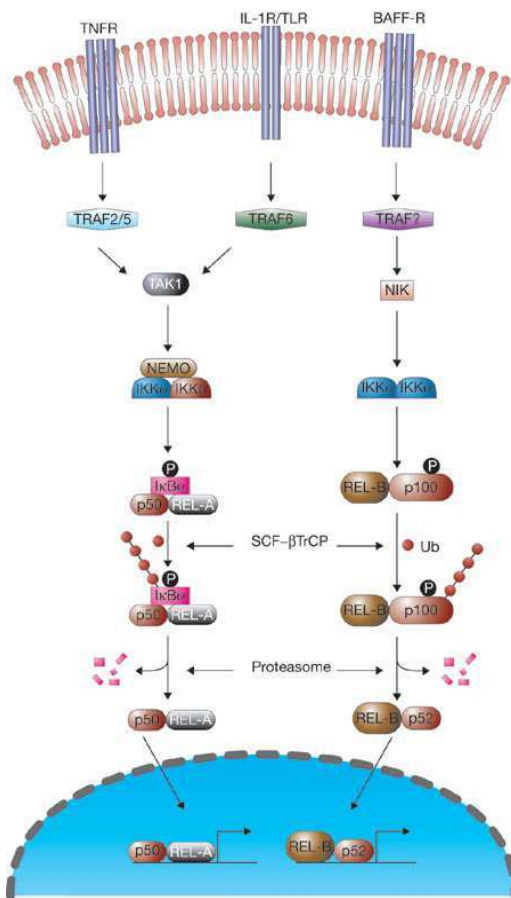 TNFR
IL-1R/TLR
BAFF-R
TRAF2/5
TRAF6
TRAF?
TAK1
NIK
NEMO
IKKα IKKβ
IKKα IKKα
P
IκBα
p50 REL-A
P
REL-B p100
SCF–βTrCP
Ub
P
IκBα
p50 REL-A
P
REL-B p100
Proteasome
p50 REL-A
REL-B p52
p50 REL-A
REL-B p52